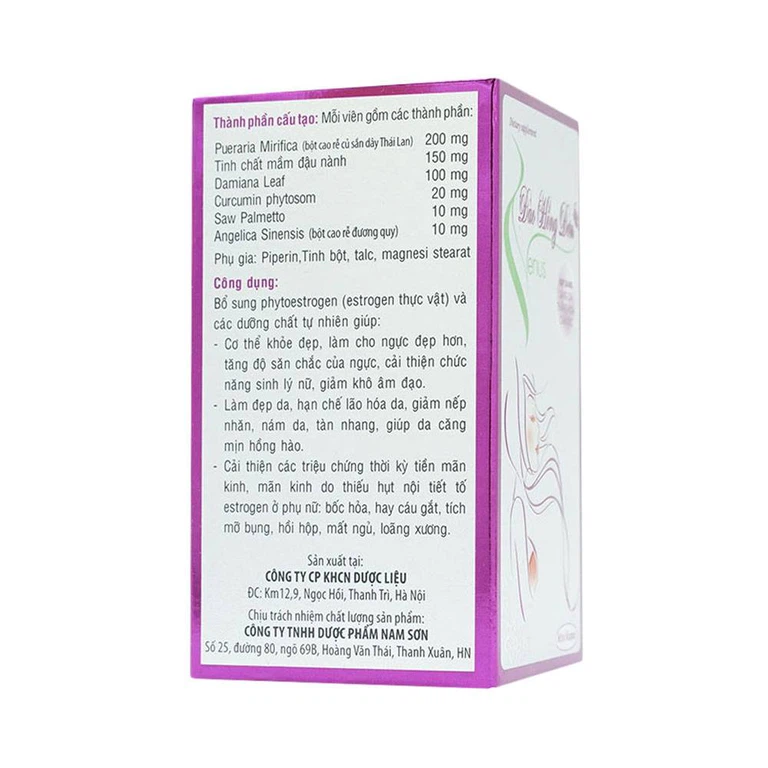 Thành phần cấu tạo: Mỗi viên gồm các thành phần:
Pueraria Mirifica (bột cao rễ củ sắn dây Thái Lan) 200 mg
Tinh chất mầm đậu nành 150 mg
Damiana Leaf 100 mg
Curcumin phytosom 20 mg
Saw Palmetto 10 mg
Angelica Sinensis (bột cao rễ đương quy) 10 mg
Phụ gia: Piperin,Tinh bột, talc, magnesi stearat
Công dụng:
Bổ sung phytoestrogen (estrogen thực vật) và
các dưỡng chất tự nhiên giúp:
- Cơ thể khỏe đẹp, làm cho ngực đẹp hơn,
tăng độ săn chắc của ngực, cải thiện chức
năng sinh lý nữ, giảm khô âm đạo.
- Làm đẹp da, hạn chế lão hóa da, giảm nếp
nhăn, nám da, tàn nhang, giúp da căng
mịn hồng hào.
- Cải thiện các triệu chứng thời kỳ tiền mãn
kinh, mãn kinh do thiếu hụt nội tiết tố
estrogen ở phụ nữ: bốc hỏa, hay cáu gắt, tích
mỡ bụng, hồi hộp, mất ngủ, loãng xương.
Sản xuất tại:
CÔNG TY CP KHCN DƯỢC LIỆU
ĐC: Km12,9, Ngọc Hồi, Thanh Trì, Hà Nội
Chịu trách nhiệm chất lượng sản phẩm:
CÔNG TY TNHH DƯỢC PHẨM NAM SƠN
Số 25, đường 80, ngõ 69B, Hoàng Văn Thái, Thanh Xuân, HN
Dietary supplement
Venus